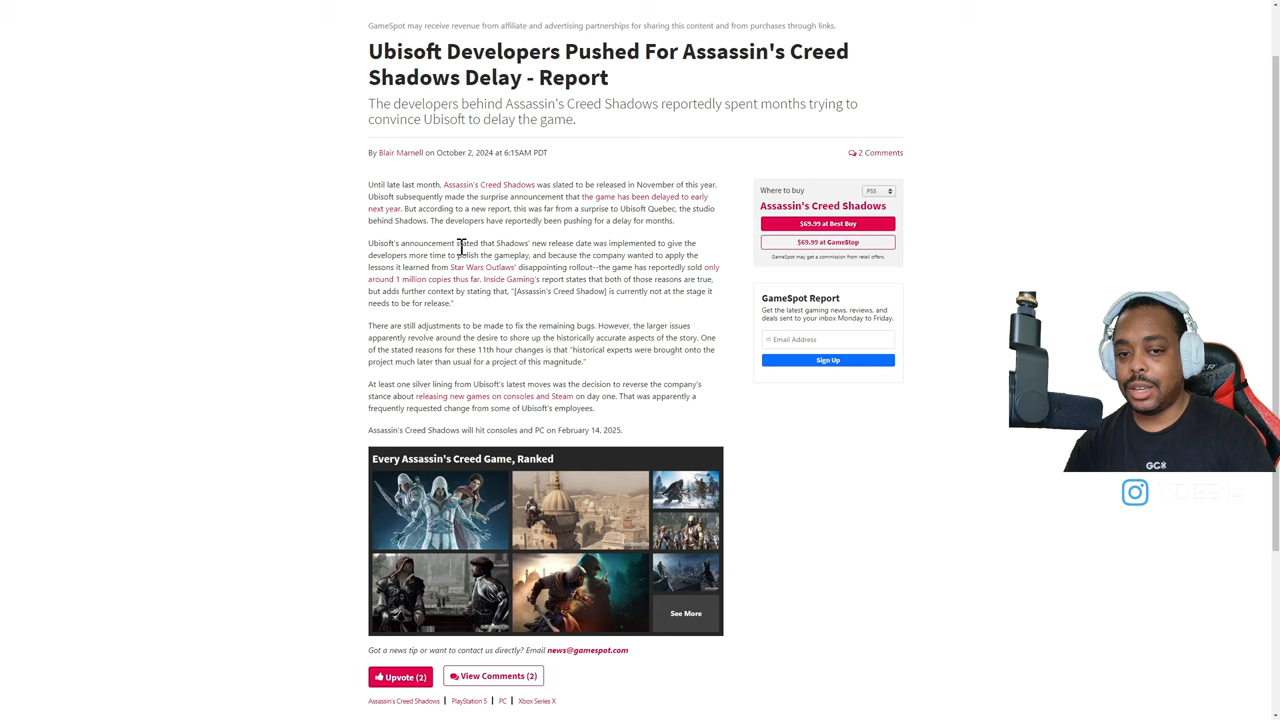 GameSpot may receive revenue from affiliate and advertising partnerships for sharing this content and from purchases through links.
Ubisoft Developers Pushed For Assassin's Creed
Shadows Delay - Report
The developers behind Assassin's Creed Shadows reportedly spent months trying to
convince Ubisoft to delay the game.
By Blair Marnell on October 2, 2024 at 6:15AM PDT
2 Comments
Until late last month, Assassin's Creed Shadows was slated to be released in November of this year.
Ubisoft subsequently made the surprise announcement that the game has been delayed to early
next year. But according to a new report, this was far from a surprise to Ubisoft Quebec, the studio
behind Shadows. The developers have reportedly been pushing for a delay for months.
Ubisoft's announcement that Shadows' new release date was implemented to give the
developers more time to polish the gameplay, and because the company wanted to apply the
lessons it learned from Star Wars Outlaws' disappointing rollout--the game has reportedly sold only
around 1 million copies thus far. Inside Gaming's report states that both of those reasons are true,
but adds further context by stating that, "[Assassin's Creed Shadow] is currently not at the stage it
needs to be for release."
There are still adjustments to be made to fix the remaining bugs. However, the larger issues
apparently revolve around the desire to shore up the historically accurate aspects of the story. One
of the stated reasons for these 11th hour changes is that "historical experts were brought onto the
project much later than usual for a project of this magnitude."
At least one silver lining from Ubisoft's latest moves was the decision to reverse the company's
stance about releasing new games on consoles and Steam on day one. That was apparently a
frequently requested change from some of Ubisoft's employees.
Assassin's Creed Shadows will hit consoles and PC on February 14, 2025.
Every Assassin's Creed Game, Ranked
See More
Got a news tip or want to contact us directly? Email news@gamespot.com
Upvote (2)
View Comments (2)
Assassin's Creed Shadows | PlayStation 5 | PC | Xbox Series X
Where to buy
PS5
Assassin's Creed Shadows
$69.99 at Best Buy
$69.99 at GameStop
GameSpot may get a commission from retail offers.
GameSpot Report
Get the latest gaming news, reviews, and
deals sent to your inbox Monday to Friday.
Email Address
Sign Up